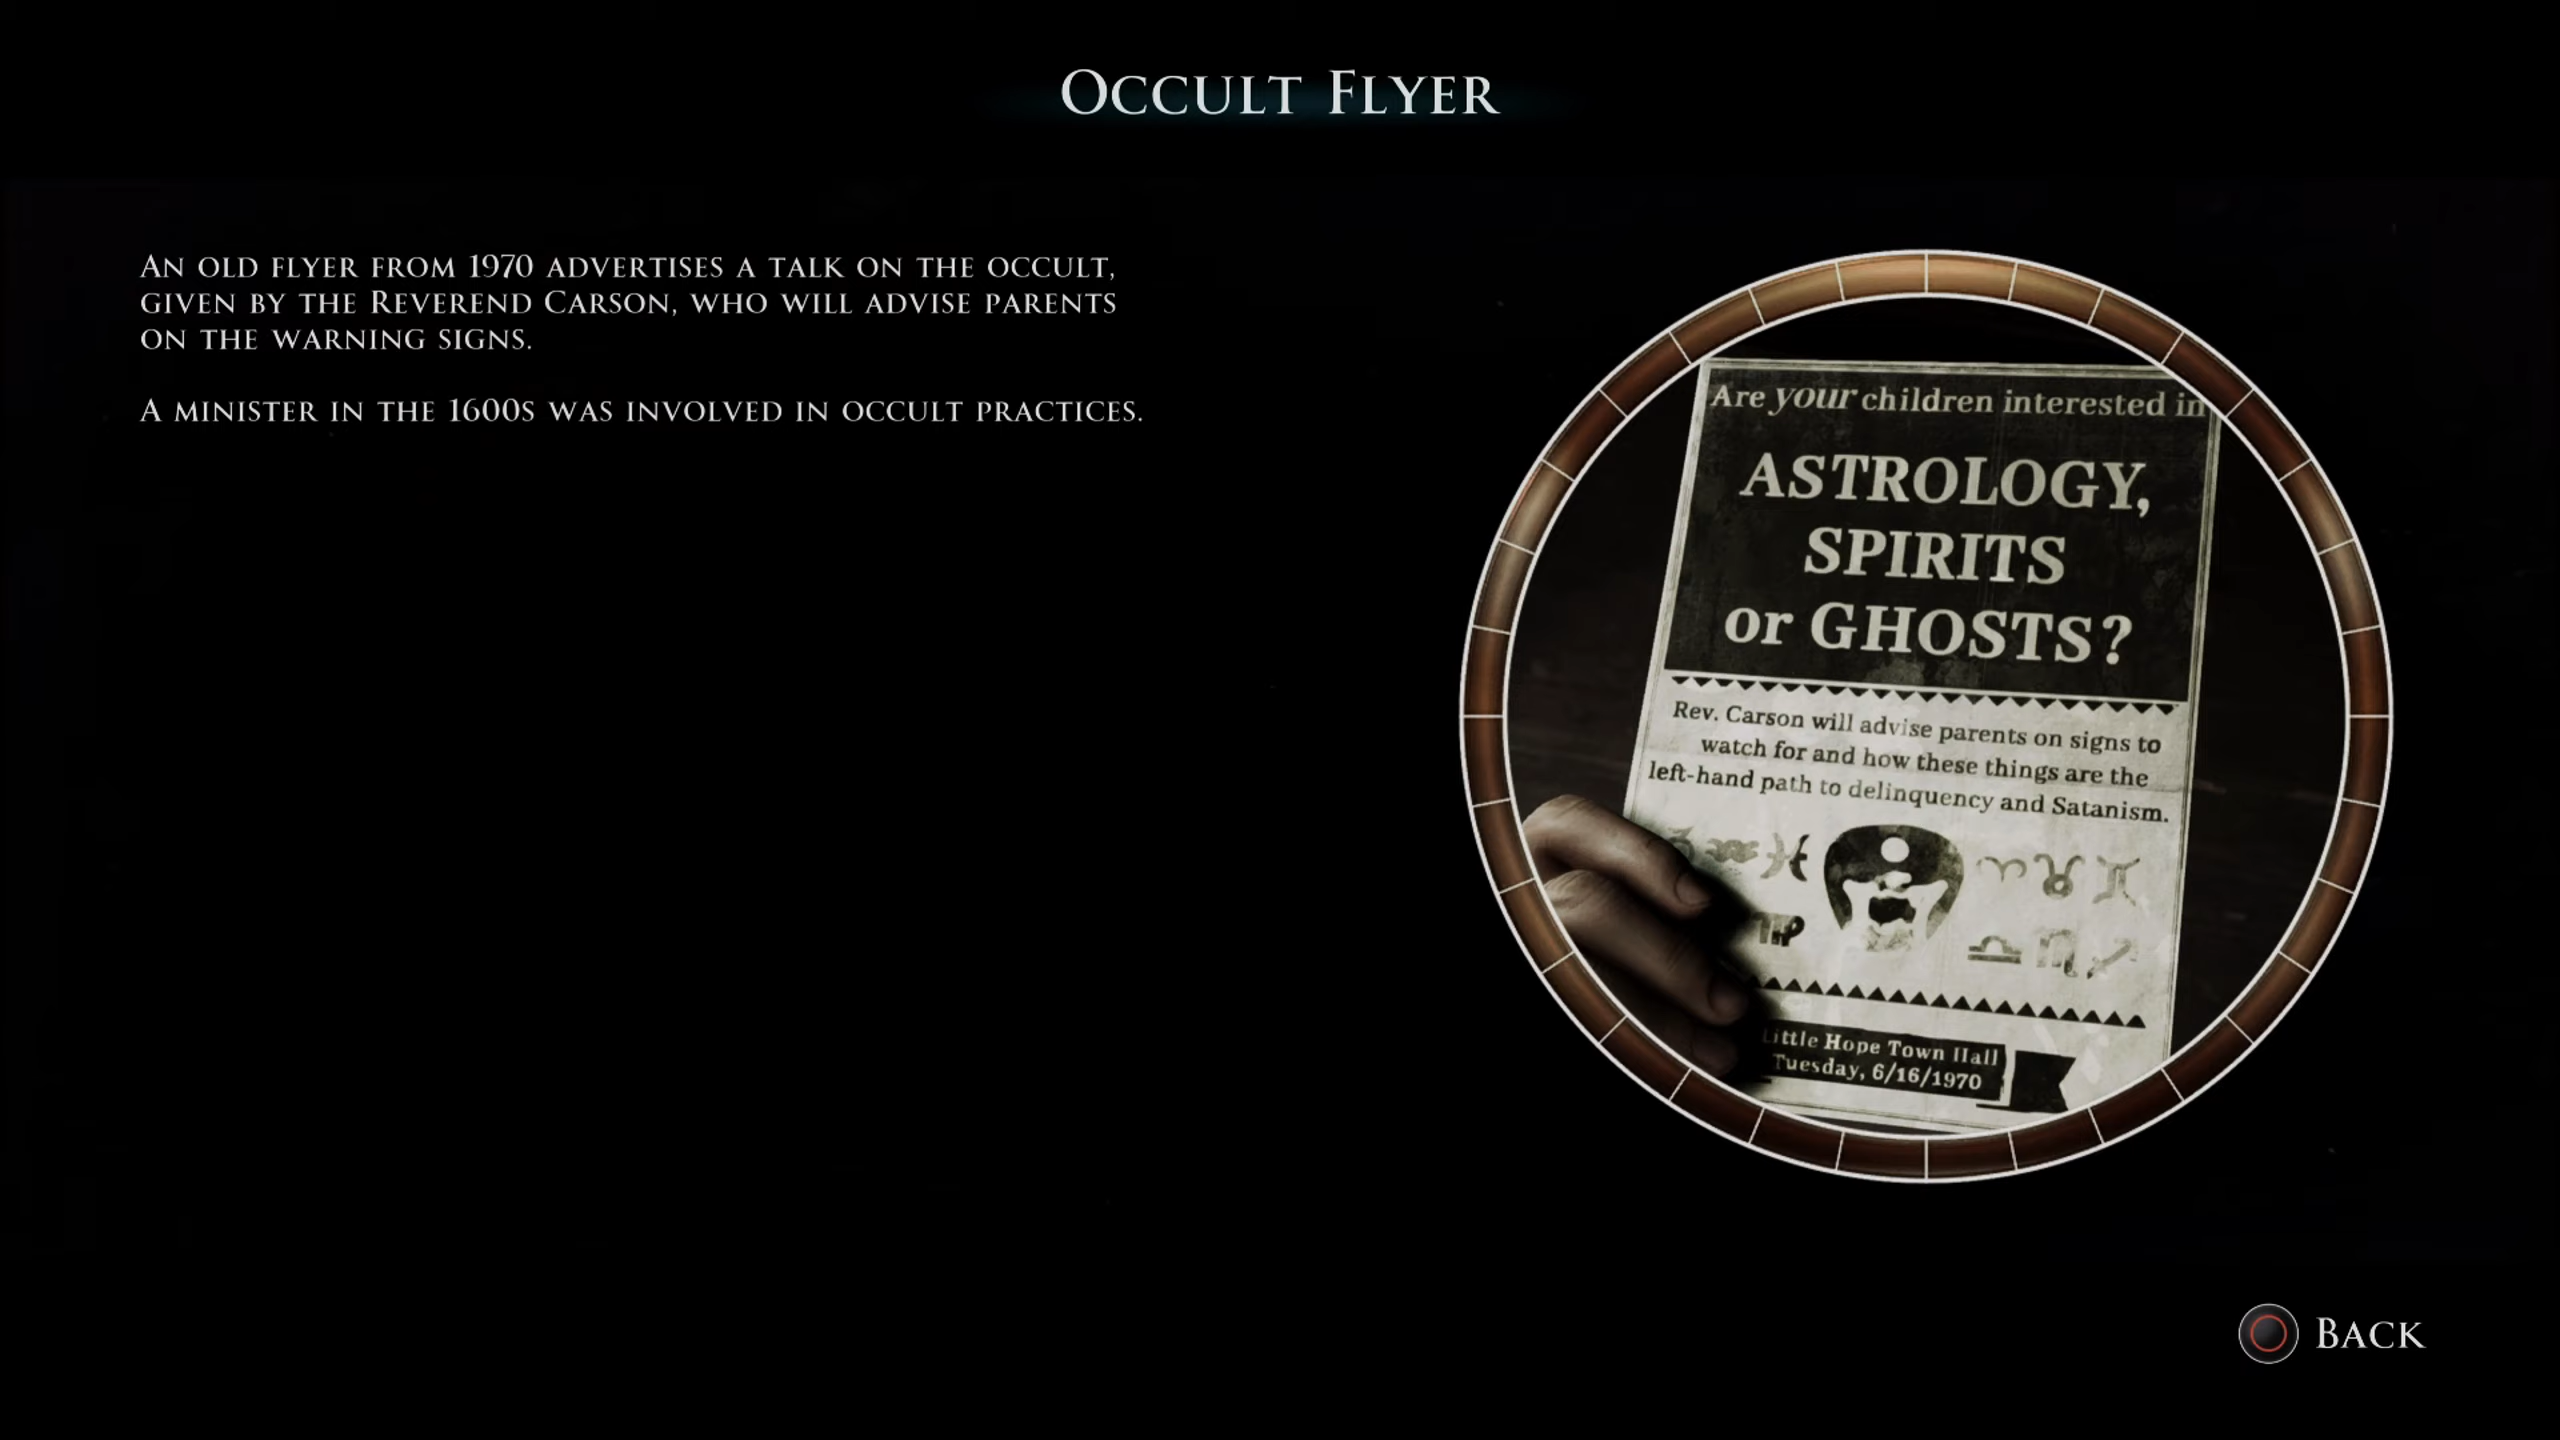 Occult Flyer
An old flyer from 1970 advertises a talk on the occult,
given by the Reverend Carson, who will advise parents
on the warning signs.
A minister in the 1600s was involved in occult practices.
Are your children interested in
ASTROLOGY,
SPIRITS
or GHOSTS?
Rev. Carson will advise parents on signs to
watch for and how these things are the
left-hand path to delinquency and Satanism.
Little Hope Town Hall
Tuesday, 6/16/1970
Back